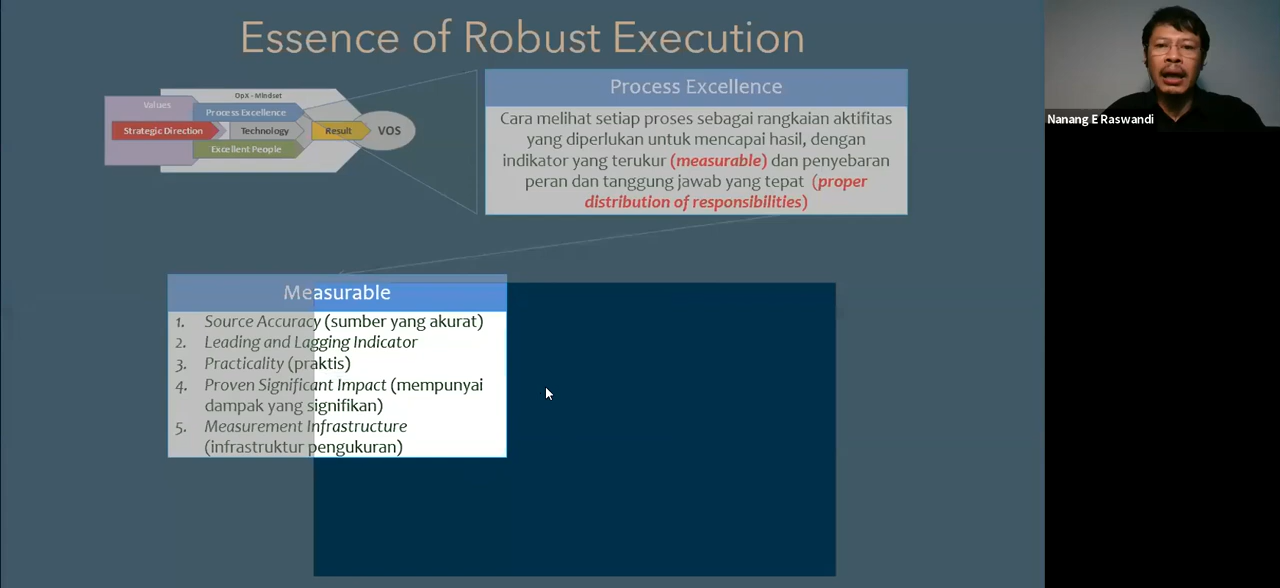 Essence of Robust Execution
OpX - Mindset
Values
Process Excellence
Strategic Direction
Technology
Result
VOS
Excellent People
Process Excellence
Cara melihat setiap proses sebagai rangkaian aktifitas
yang diperlukan untuk mencapai hasil, dengan
indikator yang terukur (measurable) dan penyebaran
peran dan tanggung jawab yang tepat (proper
distribution of responsibilities)
Nanang E Raswandi
Measurable
1. Source Accuracy (sumber yang akurat)
2. Leading and Lagging Indicator
3. Practicality (praktis)
4. Proven Significant Impact (mempunyai
dampak yang signifikan)
5. Measurement Infrastructure
(infrastruktur pengukuran)